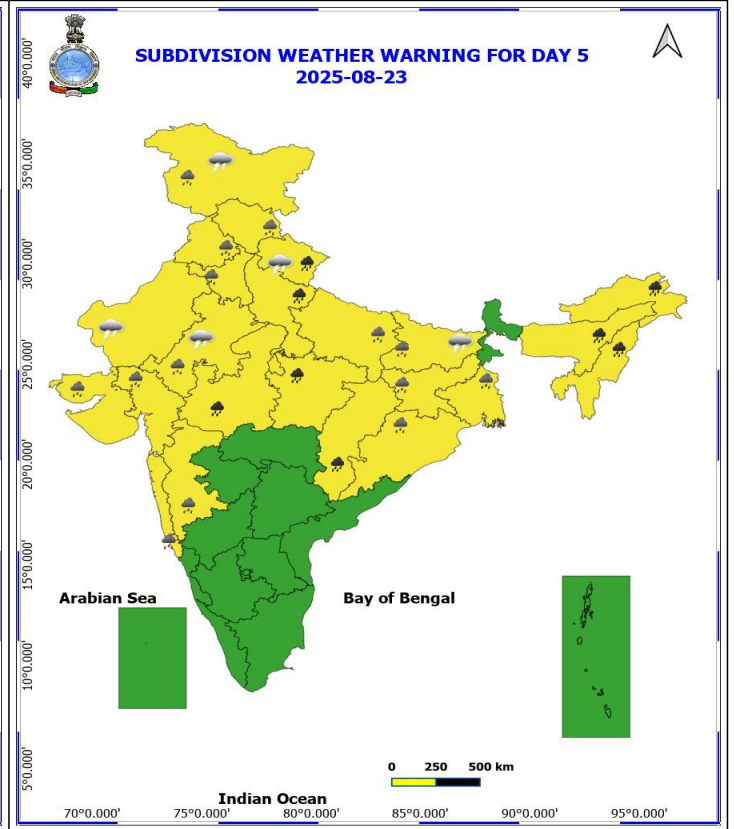 SUBDIVISION WEATHER WARNING FOR DAY 5
2025-08-23
40°0.000'
35°0.000'
30°0.000'
25°0.000'
20°0.000'
15°0.000'
10°0.000'
5°0.000'
Arabian Sea
Bay of Bengal
0 250 500 km
Indian Ocean
70°0.000' 75°0.000' 80°0.000' 85°0.000' 90°0.000' 95°0.000'